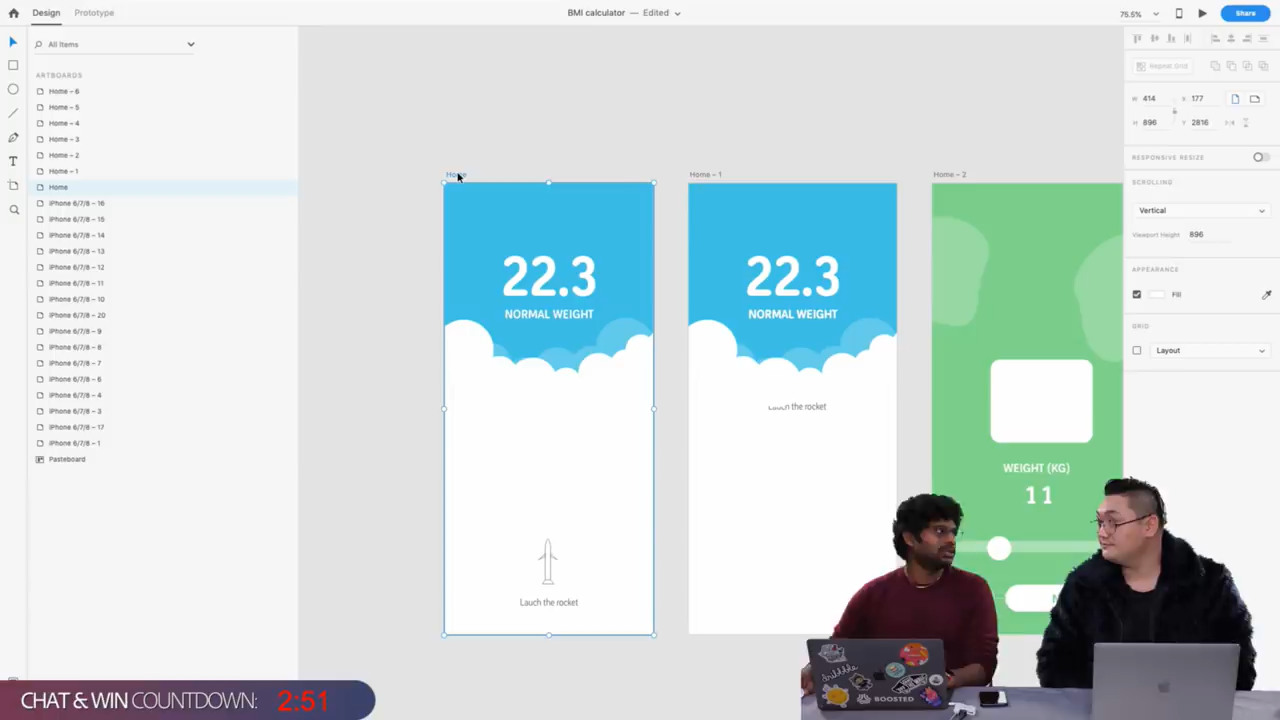 Design
Prototype
BMI calculator — Edited
75.5%
Share
All Items
ARTBOARDS
Home – 6
Home – 5
Home – 4
Home – 3
Home – 2
Home – 1
Home
iPhone 6/7/8 – 16
iPhone 6/7/8 – 15
iPhone 6/7/8 – 14
iPhone 6/7/8 – 13
iPhone 6/7/8 – 12
iPhone 6/7/8 – 11
iPhone 6/7/8 – 10
iPhone 6/7/8 – 20
iPhone 6/7/8 – 9
iPhone 6/7/8 – 8
iPhone 6/7/8 – 7
iPhone 6/7/8 – 6
iPhone 6/7/8 – 4
iPhone 6/7/8 – 3
iPhone 6/7/8 – 17
iPhone 6/7/8 – 1
Pasteboard
Home
22.3
NORMAL WEIGHT
Lauch the rocket
Home – 1
22.3
NORMAL WEIGHT
the rocket
Home – 2
WEIGHT (KG)
11
Repeat Grid
W 414 X 177
H 896 Y 2816
RESPONSIVE RESIZE
SCROLLING
Vertical
Viewport Height 896
APPEARANCE
Fill
GRID
Layout
BOOSTED
CHAT & WIN COUNTDOWN: 2:51